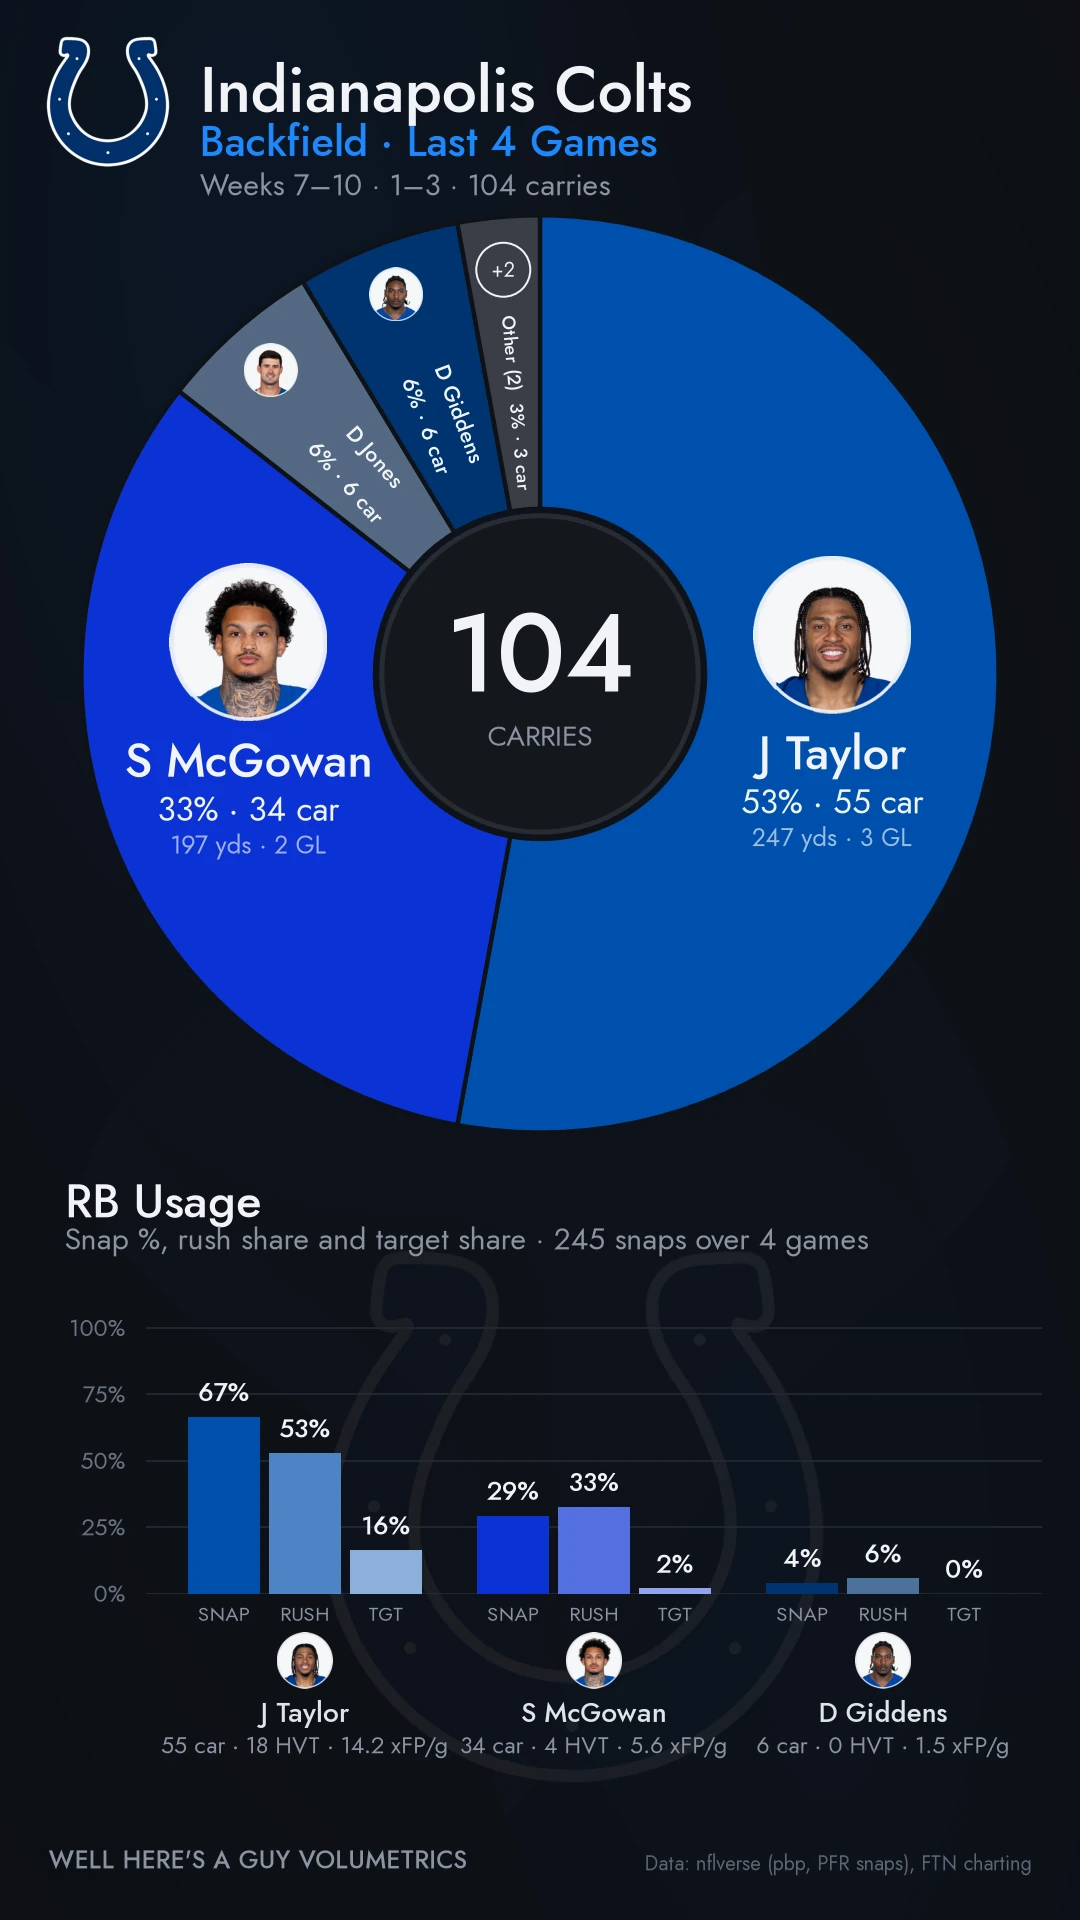 Indianapolis Colts
Backfield · Last 4 Games
Weeks 7–10 · 1–3 · 104 carries
+2
Other (2) 3% · 3 car
D Giddens
6% · 6 car
D Jones
6% · 6 car
S McGowan
33% · 34 car
197 yds · 2 GL
104
CARRIES
J Taylor
53% · 55 car
247 yds · 3 GL
RB Usage
Snap %, rush share and target share · 245 snaps over 4 games
100%
75%
50%
25%
0%
67% 53% 16% 29% 33% 2% 4% 6% 0%
SNAP RUSH TGT SNAP RUSH TGT SNAP RUSH TGT
J Taylor S McGowan D Giddens
55 car · 18 HVT · 14.2 xFP/g 34 car · 4 HVT · 5.6 xFP/g 6 car · 0 HVT · 1.5 xFP/g
WELL HERE'S A GUY VOLUMETRICS
Data: nflverse (pbp, PFR snaps), FTN charting